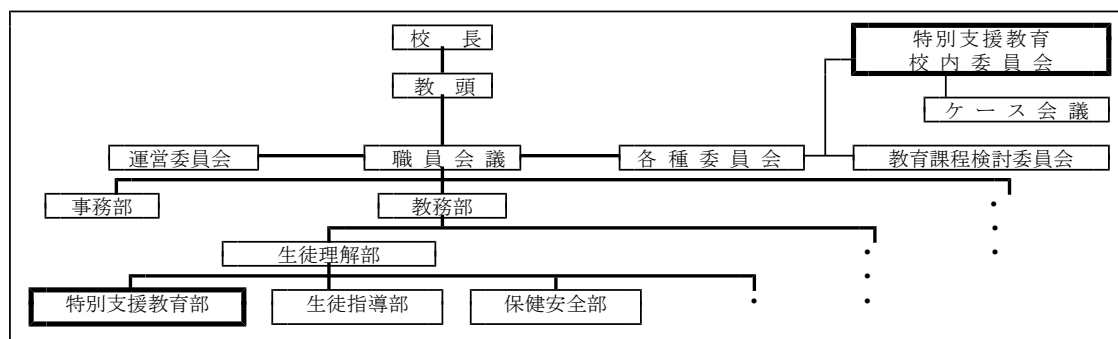 校 長
特別支援教育
校 内 委 員 会
教 頭
ケ ー ス 会 議
運営委員会
職 員 会 議
各 種 委 員 会
教育課程検討委員会
事務部
教務部
生徒理解部
特別支援教育部
生徒指導部
保健安全部